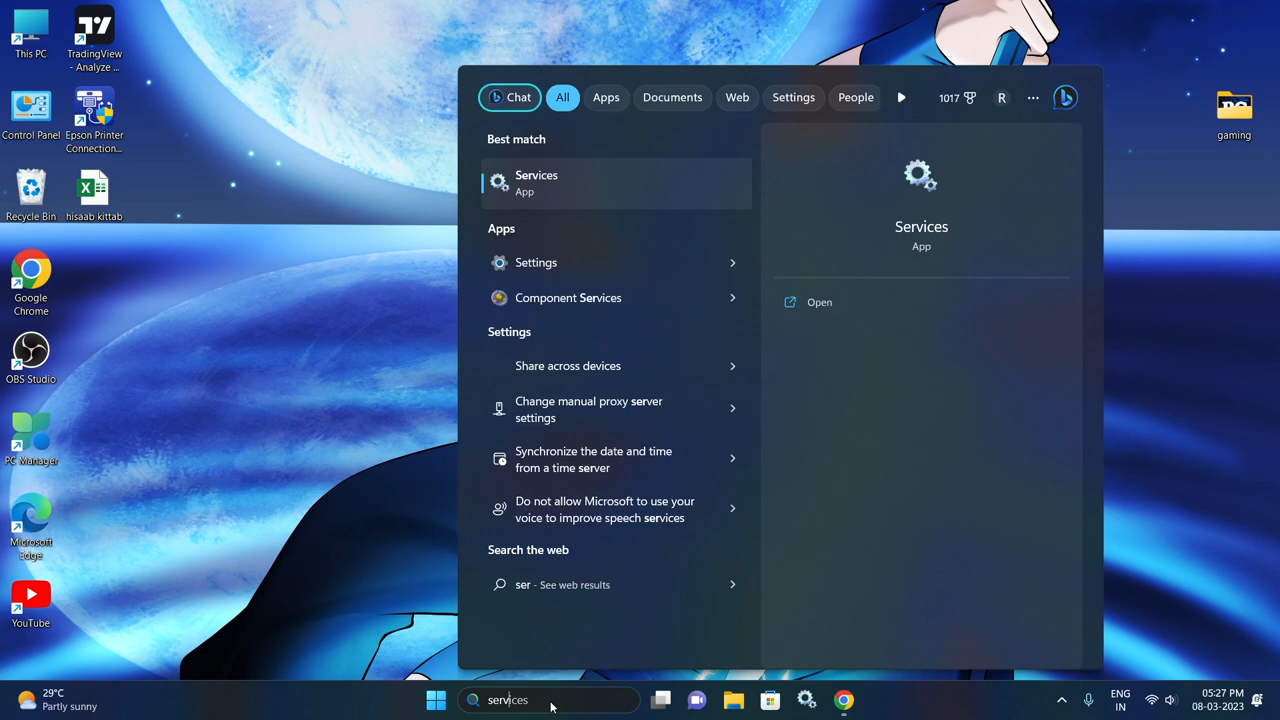 This PC
TradingView
- Analyze ...
Control Panel
Epson Printer
Connection...
Recycle Bin
hisaab kittab
Google
Chrome
OBS Studio
PC Manager
Microsoft
Edge
YouTube
Chat
All
Apps
Documents
Web
Settings
People
1017
R
Best match
Services
App
Apps
Settings
Component Services
Settings
Share across devices
Change manual proxy server
settings
Synchronize the date and time
from a time server
Do not allow Microsoft to use your
voice to improve speech services
Search the web
ser - See web results
Services
App
Open
gaming
29°C
Partly sunny
services
ENG
IN
05:27 PM
08-03-2023